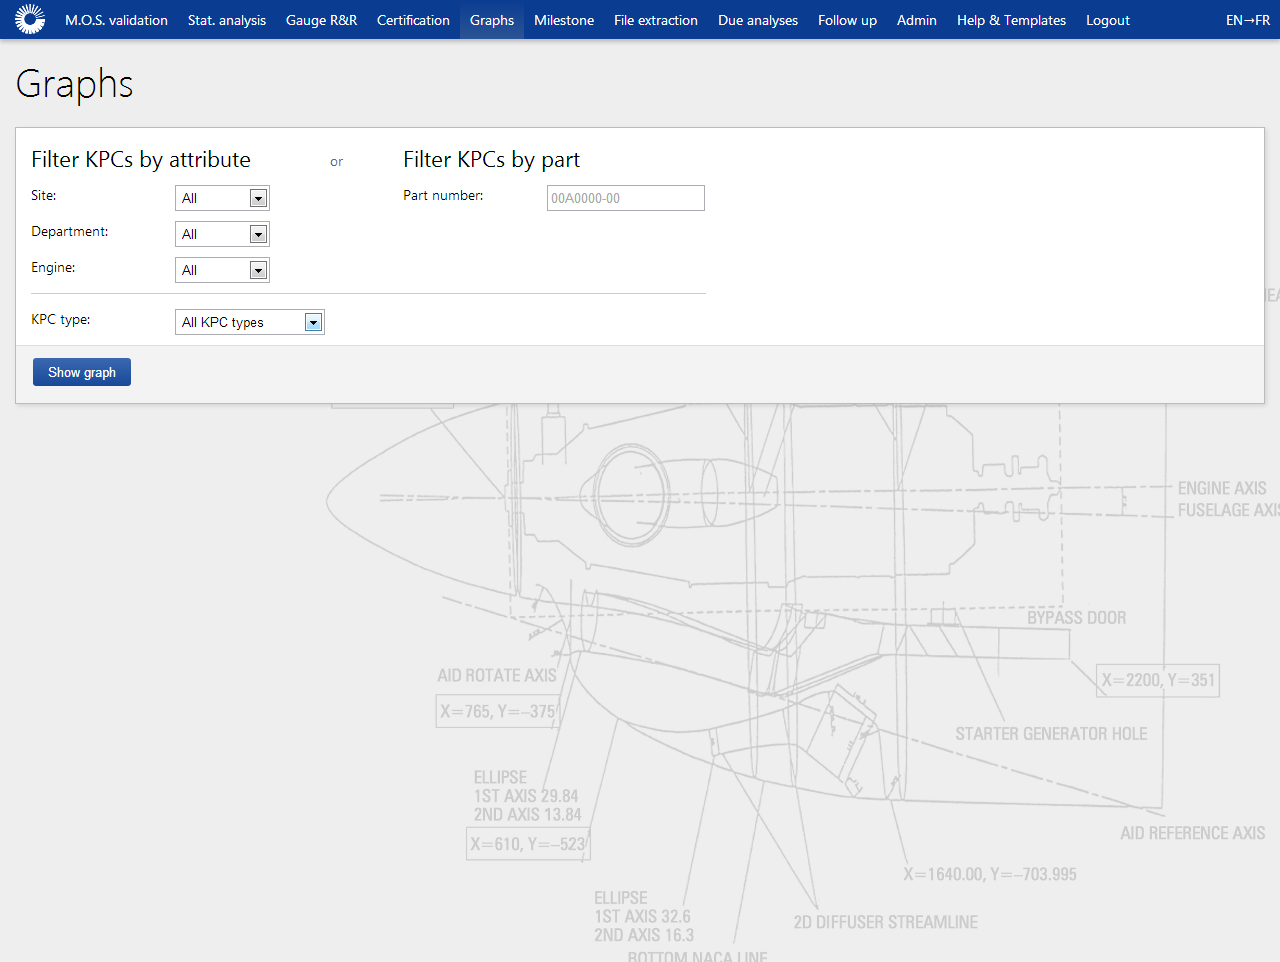 M.O.S. validation Stat. analysis Gauge R&R Certification Graphs Milestone File extraction Due analyses Follow up Admin Help & Templates Logout EN→FR
Graphs
Filter KPCs by attribute or Filter KPCs by part
Site: All Part number: 00A0000-00
Department: All
Engine: All
KPC type: All KPC types
Show graph
ENGINE AXIS
FUSELAGE AXIS
BYPASS DOOR
AID ROTATE AXIS
X=2200, Y=351
X=765, Y=–375
STARTER GENERATOR HOLE
ELLIPSE
1ST AXIS 29.84
2ND AXIS 13.84
AID REFERENCE AXIS
X=610, Y=–523
X=1640.00, Y=–703.995
ELLIPSE
1ST AXIS 32.6
2ND AXIS 16.3
2D DIFFUSER STREAMLINE
BOTTOM NACA LINE